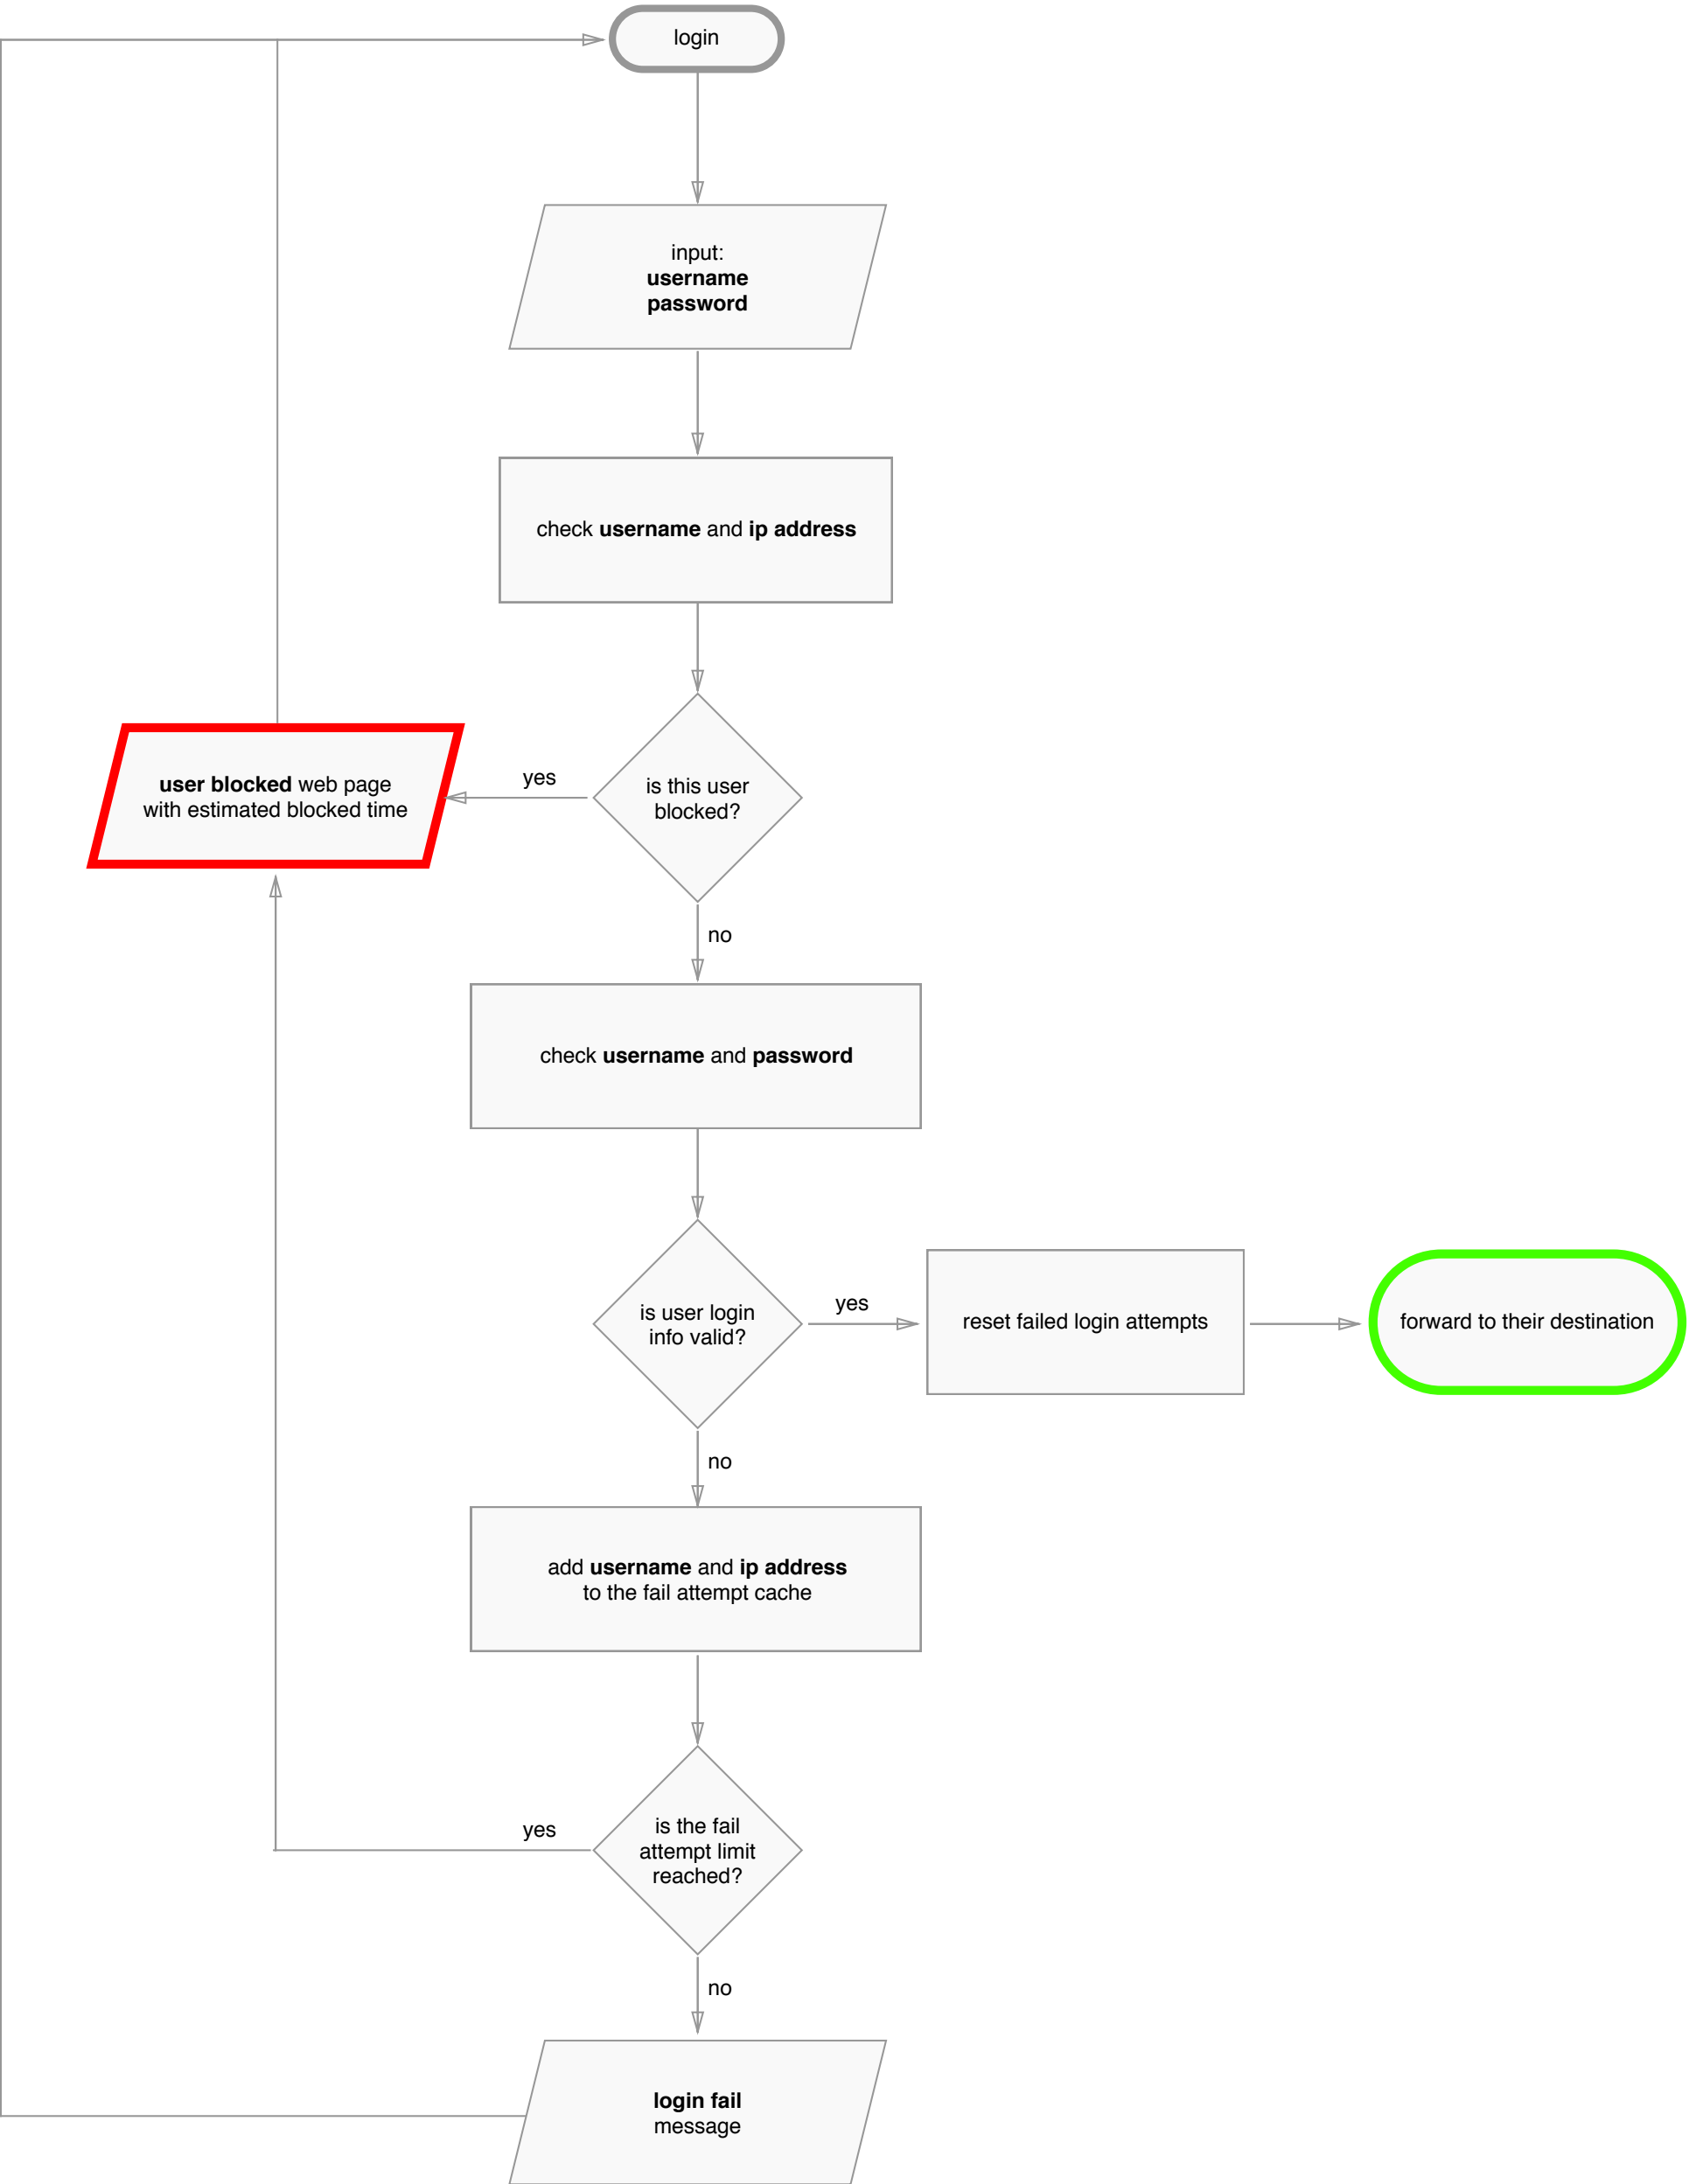 login
input:
username
password
check username and ip address
user blocked web page
with estimated blocked time
yes
is this user
blocked?
no
check username and password
is user login
info valid?
yes
reset failed login attempts
forward to their destination
no
add username and ip address
to the fail attempt cache
yes
is the fail
attempt limit
reached?
no
login fail
message